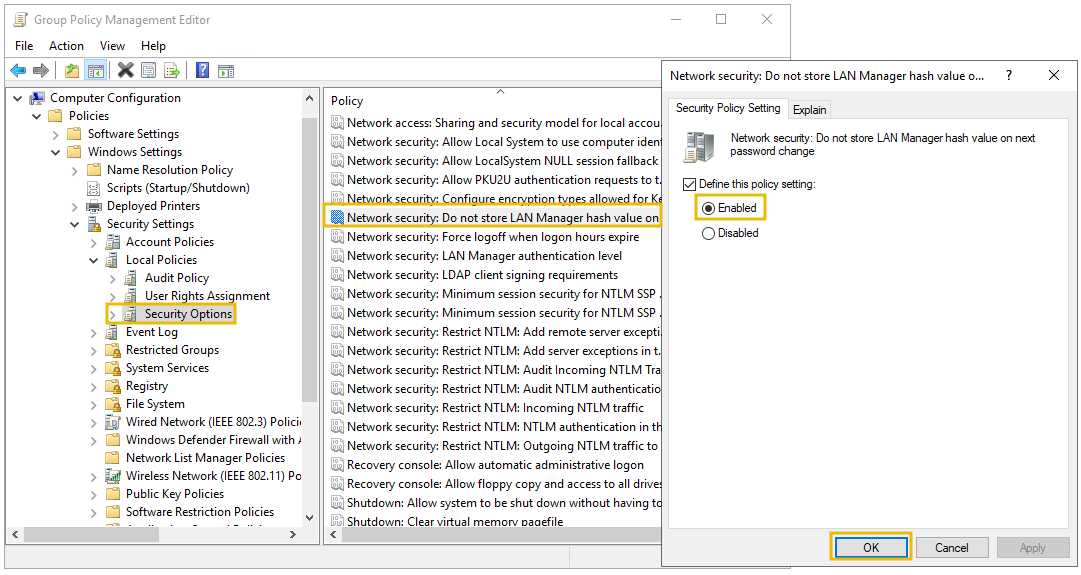 Group Policy Management Editor
File Action View Help
Computer Configuration
Policies
Software Settings
Windows Settings
Name Resolution Policy
Scripts (Startup/Shutdown)
Deployed Printers
Security Settings
Account Policies
Local Policies
Audit Policy
User Rights Assignment
Security Options
Event Log
Restricted Groups
System Services
Registry
File System
Wired Network (IEEE 802.3) Policie
Windows Defender Firewall with A
Network List Manager Policies
Wireless Network (IEEE 802.11) Po
Public Key Policies
Software Restriction Policies
Policy
Network access: Sharing and security model for local accou...
Network security: Allow Local System to use computer ident
Network security: Allow LocalSystem NULL session fallback
Network security: Allow PKU2U authentication requests to t...
Network security: Configure encryption types allowed for Ke
Network security: Do not store LAN Manager hash value on
Network security: Force logoff when logon hours expire
Network security: LAN Manager authentication level
Network security: LDAP client signing requirements
Network security: Minimum session security for NTLM SSP ..
Network security: Minimum session security for NTLM SSP ..
Network security: Restrict NTLM: Add remote server excepti..
Network security: Restrict NTLM: Add server exceptions in t...
Network security: Restrict NTLM: Audit Incoming NTLM Tra
Network security: Restrict NTLM: Audit NTLM authentication
Network security: Restrict NTLM: Incoming NTLM traffic
Network security: Restrict NTLM: NTLM authentication in th
Network security: Restrict NTLM: Outgoing NTLM traffic to
Recovery console: Allow automatic administrative logon
Recovery console: Allow floppy copy and access to all drives
Shutdown: Allow system to be shut down without having to
Shutdown: Clear virtual memory pagefile
Network security: Do not store LAN Manager hash value o... ?
Security Policy Setting Explain
Network security: Do not store LAN Manager hash value on next
password change
Define this policy setting:
Enabled
Disabled
OK Cancel Apply